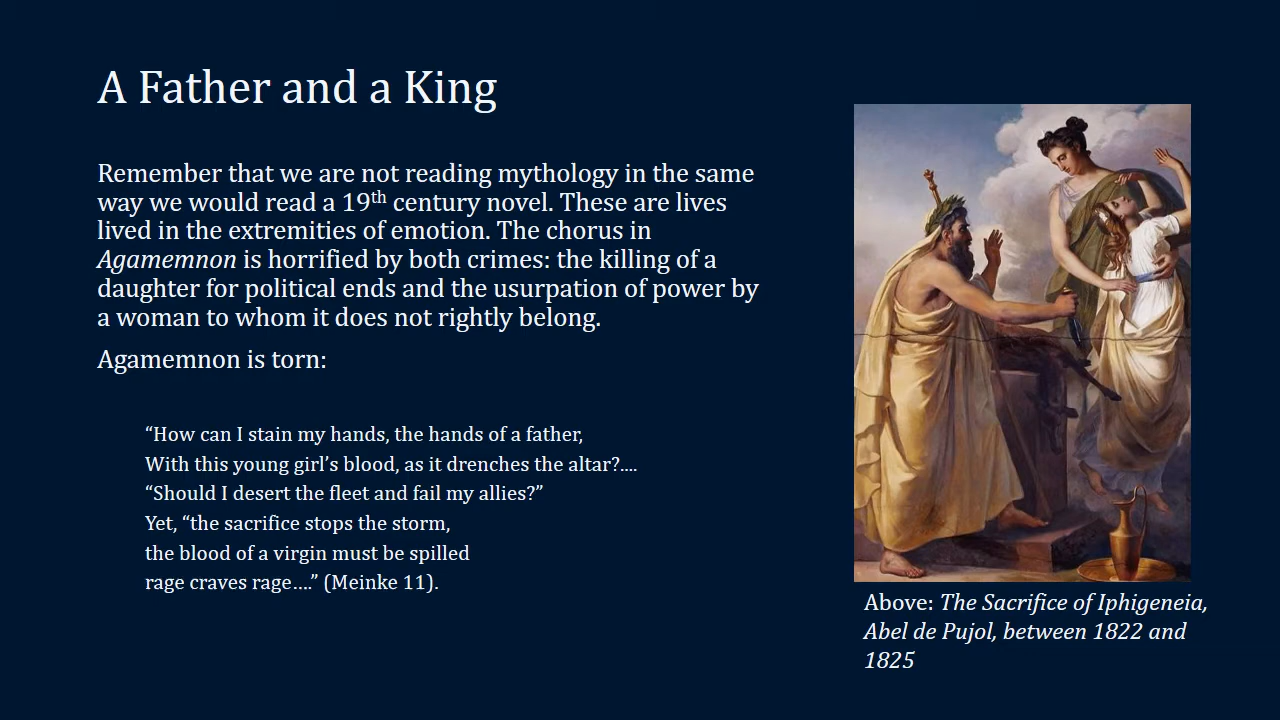 A Father and a King
Remember that we are not reading mythology in the same
way we would read a 19th century novel. These are lives
lived in the extremities of emotion. The chorus in
Agamemnon is horrified by both crimes: the killing of a
daughter for political ends and the usurpation of power by
a woman to whom it does not rightly belong.
Agamemnon is torn:
“How can I stain my hands, the hands of a father,
With this young girl’s blood, as it drenches the altar?....
“Should I desert the fleet and fail my allies?”
Yet, “the sacrifice stops the storm,
the blood of a virgin must be spilled
rage craves rage….” (Meinke 11).
Above: The Sacrifice of Iphigeneia,
Abel de Pujol, between 1822 and
1825